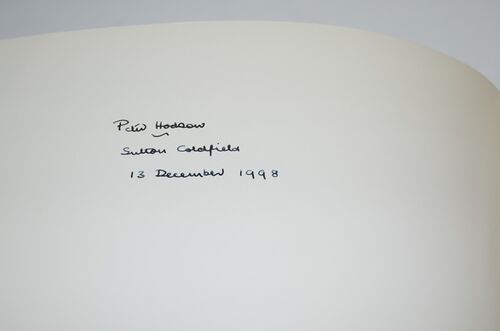 Peter Hodson
Sutton Coldfield
13 December 1998